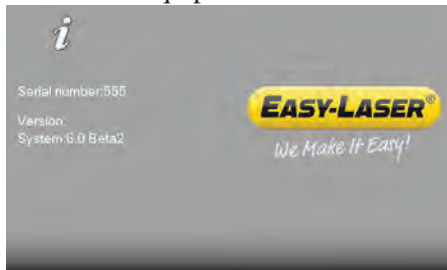 i
Serial number:555
Version:
System:6.0 Beta2
EASY-LASER®
We Make It Easy!